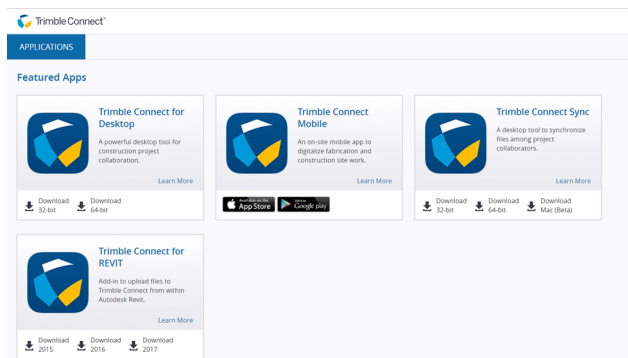 Trimble Connect™
APPLICATIONS
Featured Apps
Trimble Connect for
Desktop
A powerful desktop tool for
construction project
collaboration.
Learn More
Download
32-bit
Download
64-bit
Trimble Connect
Mobile
An on-site mobile app to
digitalize fabrication and
construction site work.
Learn More
Available on the
App Store
Google play
Trimble Connect Sync
A desktop tool to synchronize
files among project
collaborators.
Learn More
Download
32-bit
Download
64-bit
Download
Mac (Beta)
Trimble Connect for
REVIT
Add-in to upload files to
Trimble Connect from within
Autodesk Revit.
Learn More
Download
2015
Download
2016
Download
2017